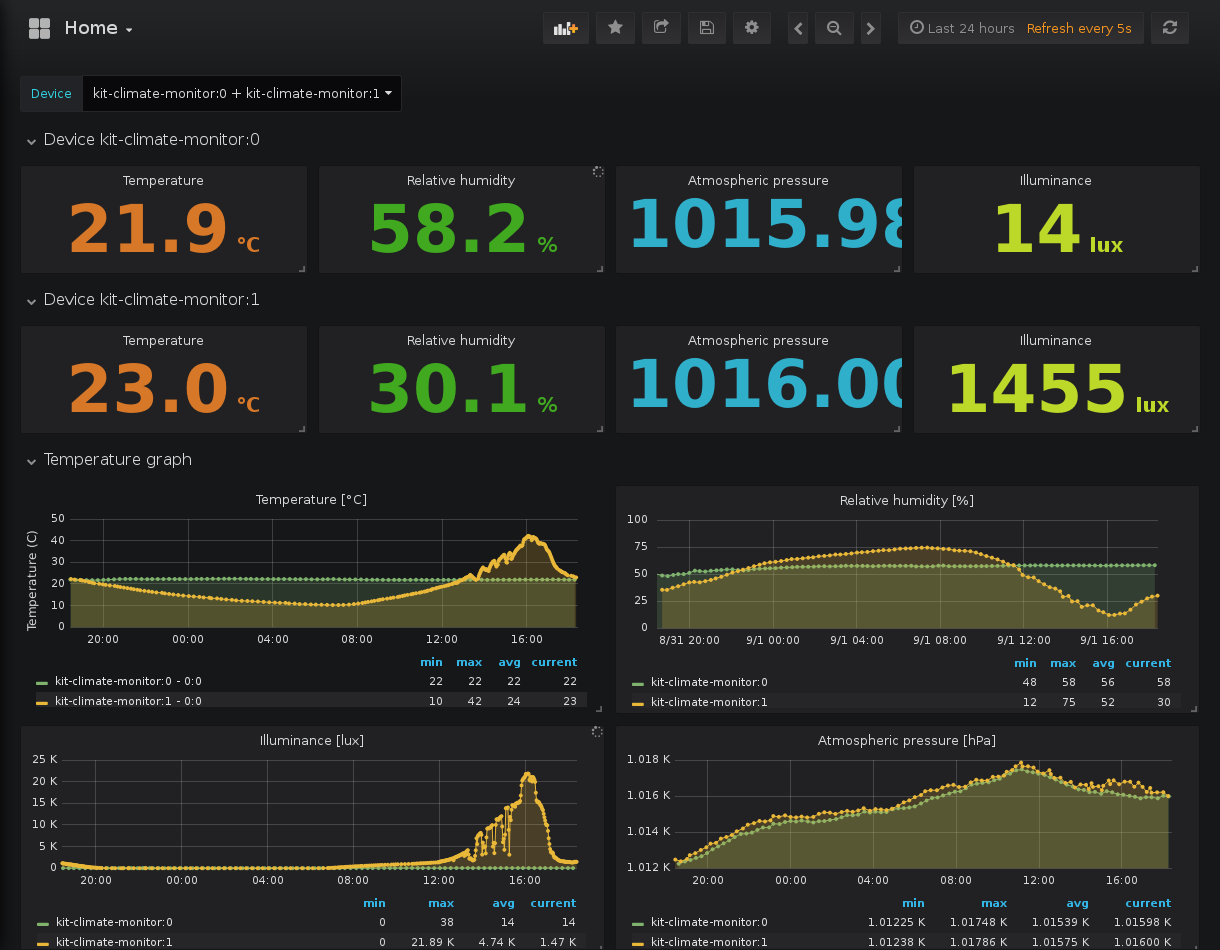 Home
Last 24 hours Refresh every 5s
Device kit-climate-monitor:0 + kit-climate-monitor:1
Device kit-climate-monitor:0
Temperature Relative humidity Atmospheric pressure Illuminance
21.9 °C 58.2 % 1015.98 14 lux
Device kit-climate-monitor:1
Temperature Relative humidity Atmospheric pressure Illuminance
23.0 °C 30.1 % 1016.00 1455 lux
Temperature graph
Temperature [°C]
Temperature (C)
50
40
30
20
10
0
20:00 00:00 04:00 08:00 12:00 16:00
min max avg current
kit-climate-monitor:0 - 0:0 22 22 22 22
kit-climate-monitor:1 - 0:0 10 42 24 23
Relative humidity [%]
100
75
50
25
0
8/31 20:00 9/1 00:00 9/1 04:00 9/1 08:00 9/1 12:00 9/1 16:00
min max avg current
kit-climate-monitor:0 48 58 56 58
kit-climate-monitor:1 12 75 52 30
Illuminance [lux]
25 K
20 K
15 K
10 K
5 K
0
20:00 00:00 04:00 08:00 12:00 16:00
min max avg current
kit-climate-monitor:0 0 38 14 14
kit-climate-monitor:1 0 21.89 K 4.74 K 1.47 K
Atmospheric pressure [hPa]
1.018 K
1.016 K
1.014 K
1.012 K
20:00 00:00 04:00 08:00 12:00 16:00
min max avg current
kit-climate-monitor:0 1.01225 K 1.01748 K 1.01539 K 1.01598 K
kit-climate-monitor:1 1.01238 K 1.01786 K 1.01575 K 1.01600 K